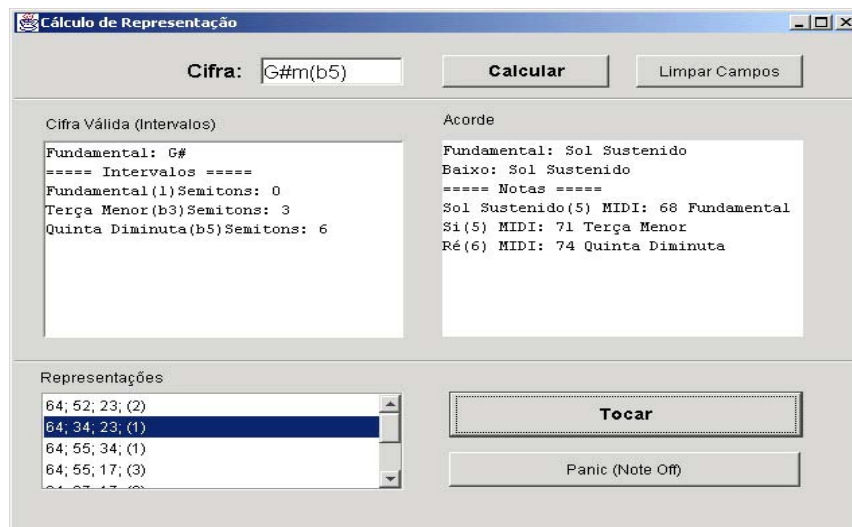 Cálculo de Representação
Cifra: G#m(b5) Calcular Limpar Campos
Cifra Válida (Intervalos)
Fundamental: G#
===== Intervalos =====
Fundamental(1)Semitons: 0
Terça Menor(b3)Semitons: 3
Quinta Diminuta(b5)Semitons: 6
Acorde
Fundamental: Sol Sustenido
Baixo: Sol Sustenido
===== Notas =====
Sol Sustenido(5) MIDI: 68 Fundamental
Si(5) MIDI: 71 Terça Menor
Ré(6) MIDI: 74 Quinta Diminuta
Representações
64; 52; 23; (2)
64; 34; 23; (1)
64; 55; 34; (1)
64; 55; 17; (3)
Tocar
Panic (Note Off)